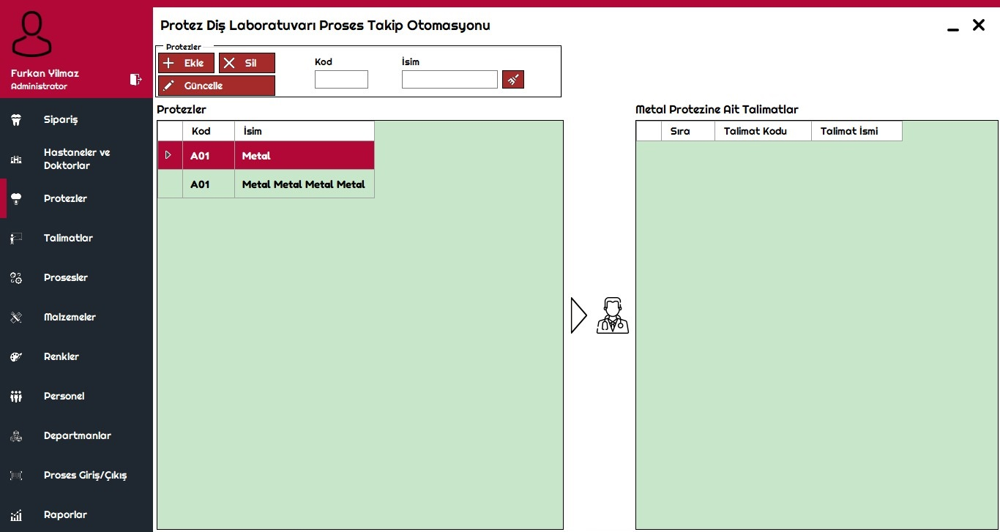 Protez Diş Laboratuvarı Proses Takip Otomasyonu
Furkan Yilmaz
Administrator
Sipariş
Hastaneler ve
Doktorlar
Protezler
Talimatlar
Prosesler
Malzemeler
Renkler
Personel
Departmanlar
Proses Giriş/Çıkış
Raporlar
Protezler
Ekle
Sil
Güncelle
Kod
İsim
Protezler
Kod İsim
A01 Metal
A01 Metal Metal Metal Metal
Metal Protezine Ait Talimatlar
Sıra Talimat Kodu Talimat İsmi